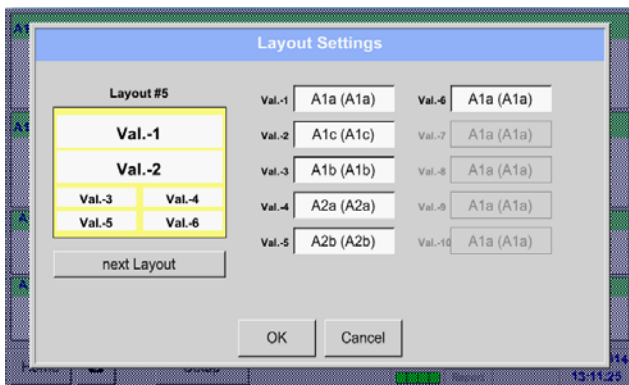 Layout Settings
Layout #5
Val.-1
Val.-2
Val.-3 Val.-4
Val.-5 Val.-6
next Layout
Val.-1 A1a (A1a)
Val.-2 A1c (A1c)
Val.-3 A1b (A1b)
Val.-4 A2a (A2a)
Val.-5 A2b (A2b)
Val.-6 A1a (A1a)
Val.-7 A1a (A1a)
Val.-8 A1a (A1a)
Val.-9 A1a (A1a)
Val.-10 A1a (A1a)
OK Cancel
Report
13:11:25